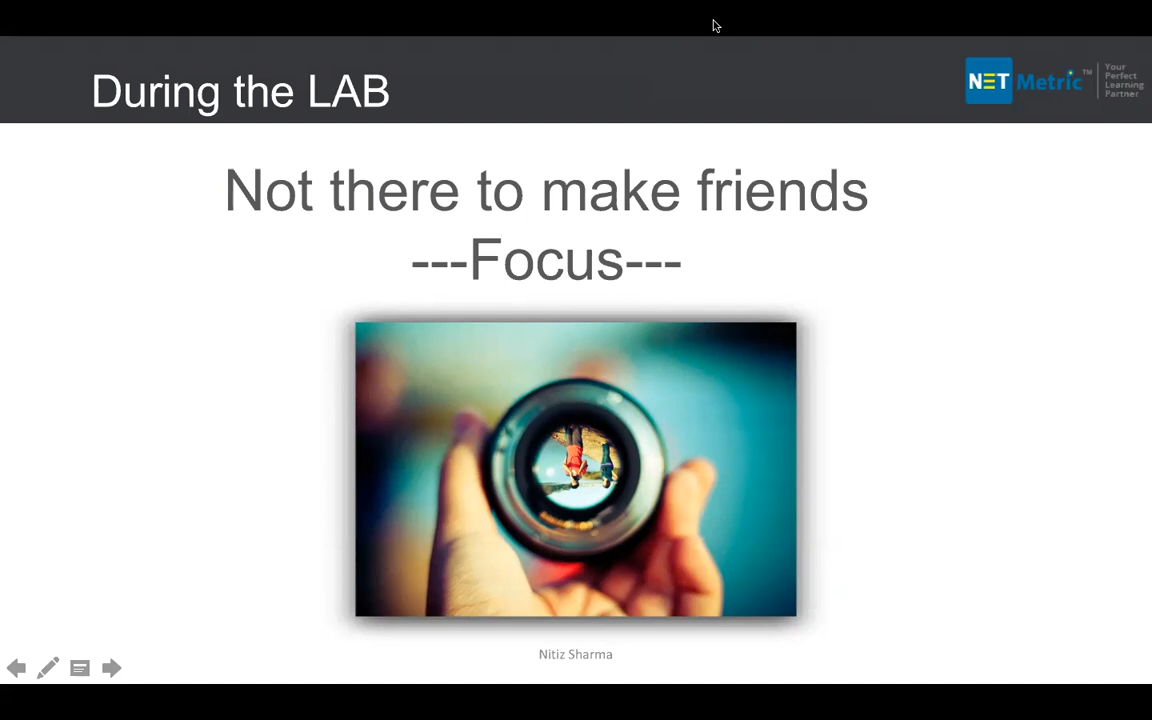 During the LAB
NET Metric™
Your
Perfect
Learning
Partner
Not there to make friends
---Focus---
Nitiz Sharma